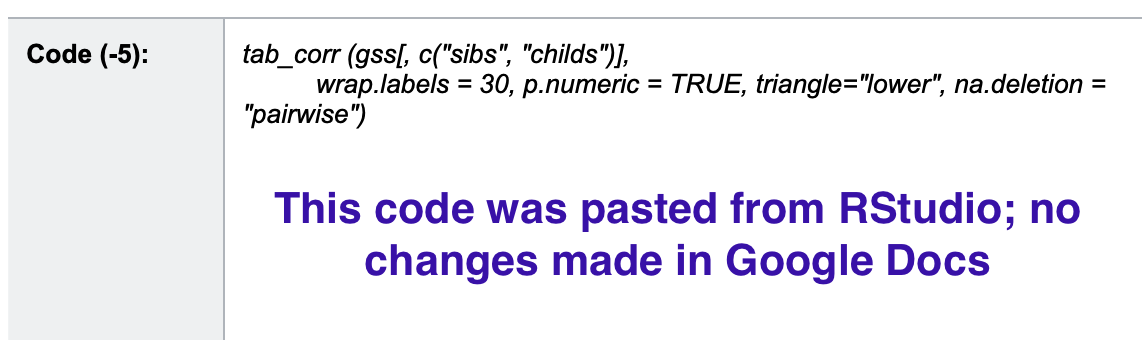 Code (-5):
tab_corr (gss[, c("sibs", "childs")],
wrap.labels = 30, p.numeric = TRUE, triangle="lower", na.deletion =
"pairwise")
This code was pasted from RStudio; no
changes made in Google Docs